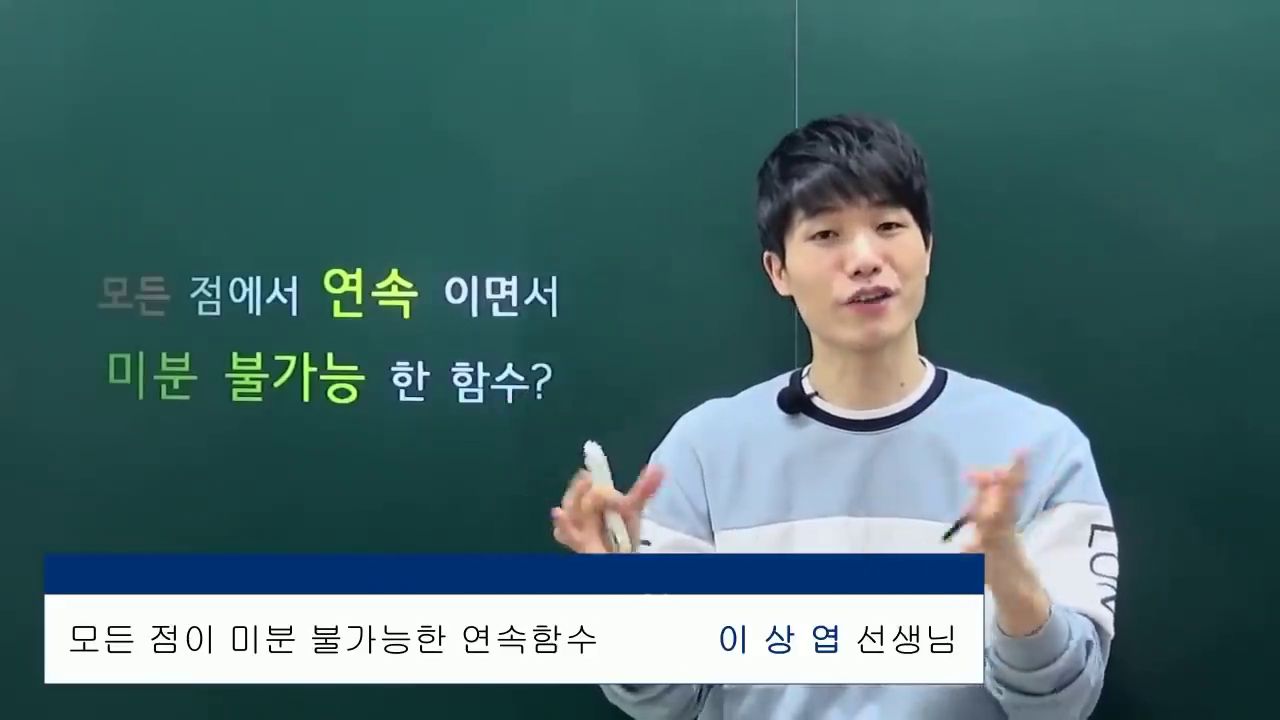 모든 점에서 연속 이면서
미분 불가능 한 함수?
모든 점이 미분 불가능한 연속함수
이 상 엽 선생님